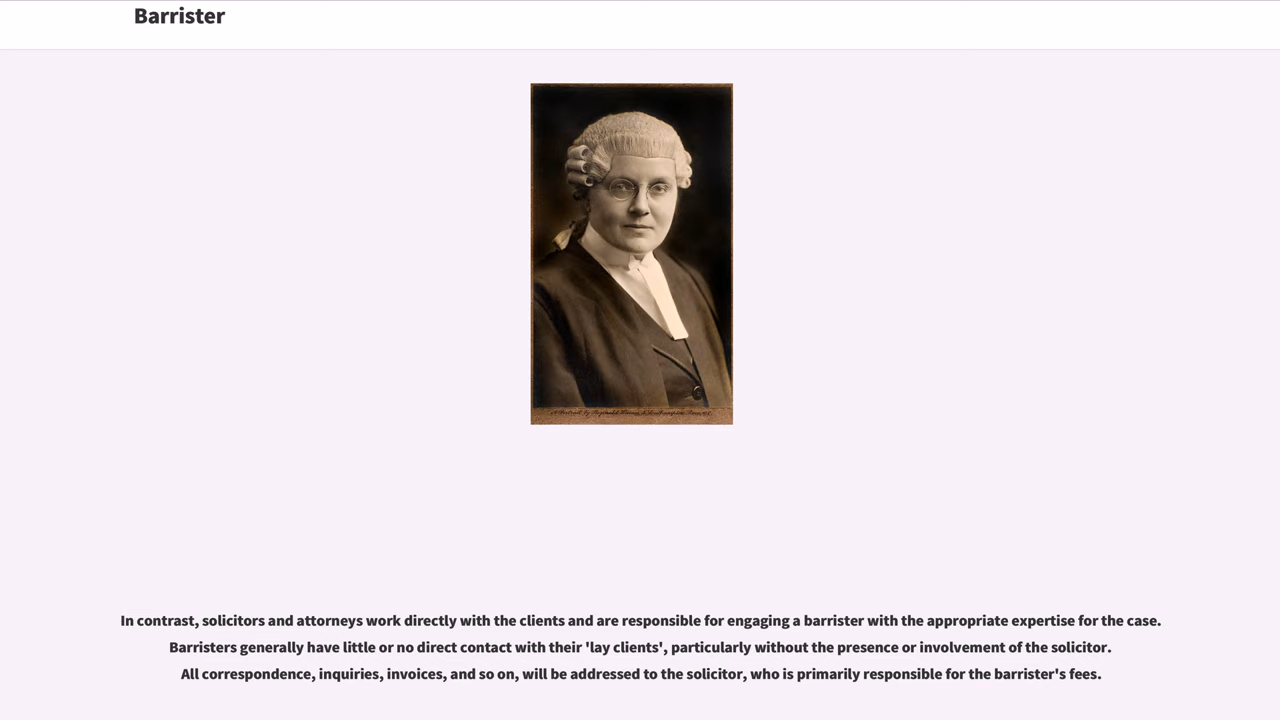 Barrister
Portrait by
In contrast, solicitors and attorneys work directly with the clients and are responsible for engaging a barrister with the appropriate expertise for the case.
Barristers generally have little or no direct contact with their 'lay clients', particularly without the presence or involvement of the solicitor.
All correspondence, inquiries, invoices, and so on, will be addressed to the solicitor, who is primarily responsible for the barrister's fees.